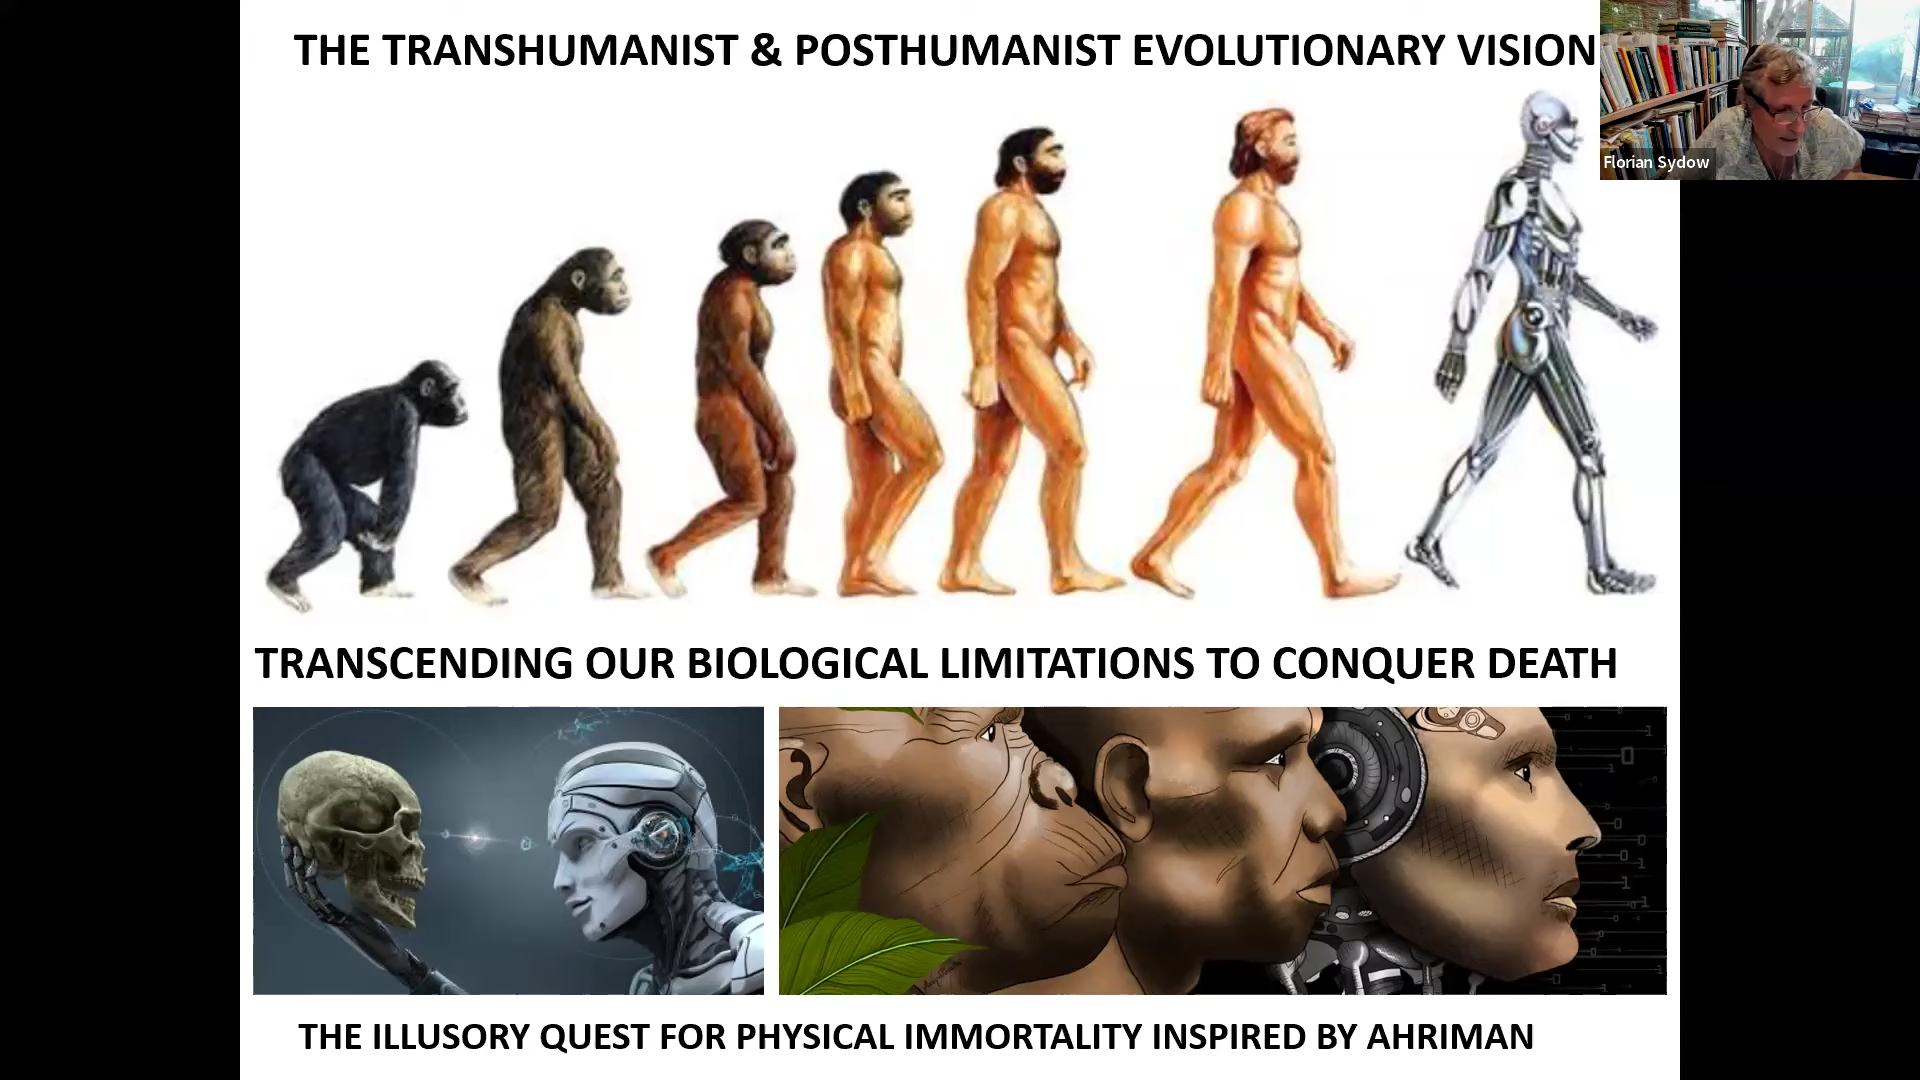 THE TRANSHUMANIST & POSTHUMANIST EVOLUTIONARY VISION
Florian Sydow
TRANSCENDING OUR BIOLOGICAL LIMITATIONS TO CONQUER DEATH
THE ILLUSORY QUEST FOR PHYSICAL IMMORTALITY INSPIRED BY AHRIMAN